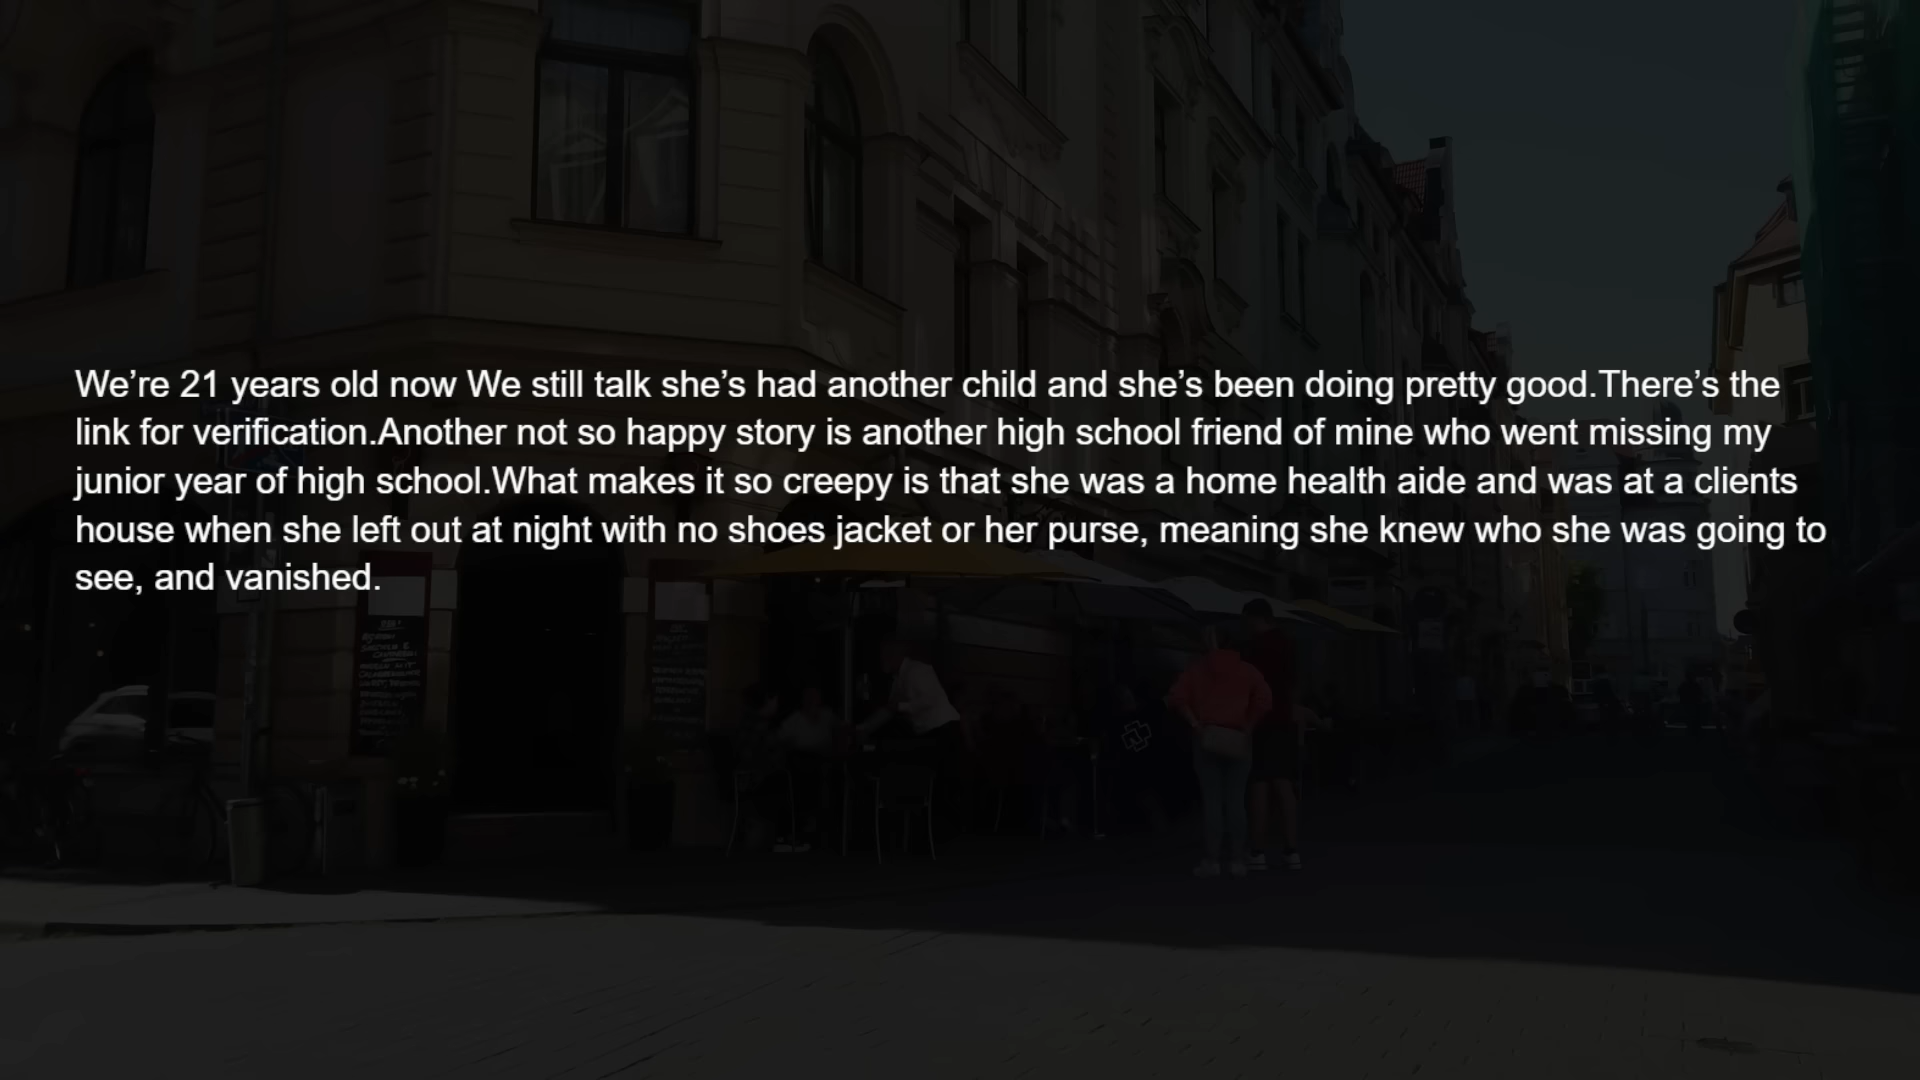 We’re 21 years old now We still talk she’s had another child and she’s been doing pretty good.There’s the
link for verification.Another not so happy story is another high school friend of mine who went missing my
junior year of high school.What makes it so creepy is that she was a home health aide and was at a clients
house when she left out at night with no shoes jacket or her purse, meaning she knew who she was going to
see, and vanished.